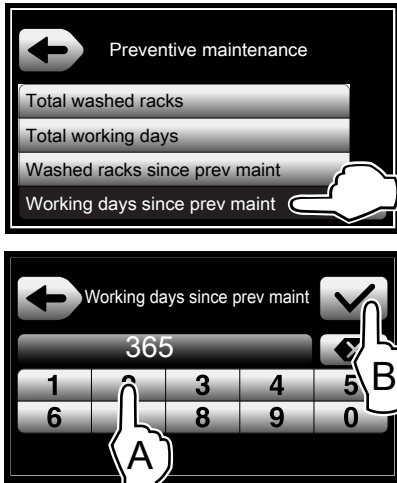 Preventive maintenance
Total washed racks
Total working days
Washed racks since prev maint
Working days since prev maint
Working days since prev maint
365
1 2 3 4 5
6 8 9 0
A
B